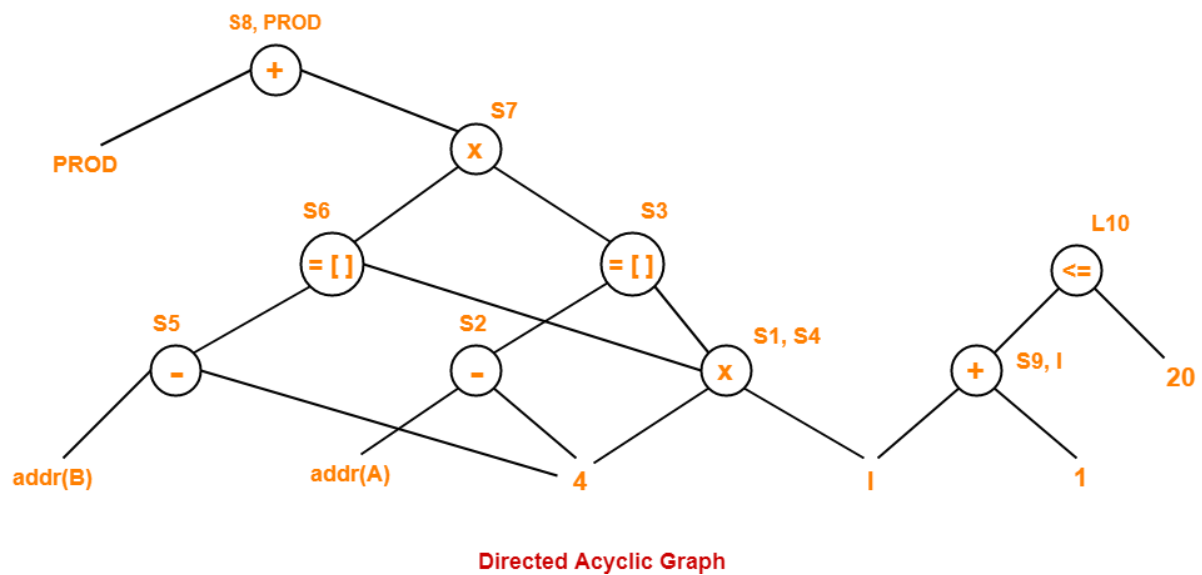 S8, PROD
+
S7
x
PROD
S6
S3
= [ ]
= [ ]
L10
<=
S5
S2
S1, S4
-
-
x
+
S9, I
20
addr(B)
addr(A)
4
I
1
Directed Acyclic Graph